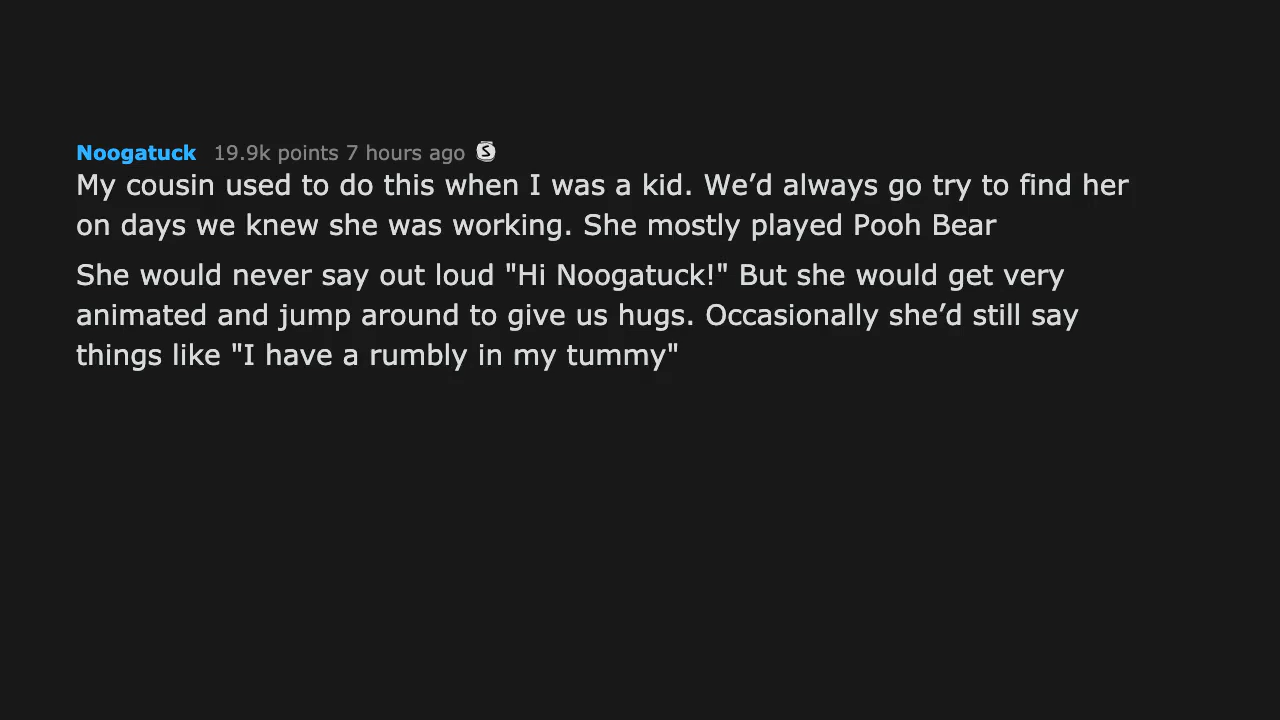 Noogatuck 19.9k points 7 hours ago S
My cousin used to do this when I was a kid. We’d always go try to find her
on days we knew she was working. She mostly played Pooh Bear
She would never say out loud "Hi Noogatuck!" But she would get very
animated and jump around to give us hugs. Occasionally she’d still say
things like "I have a rumbly in my tummy"